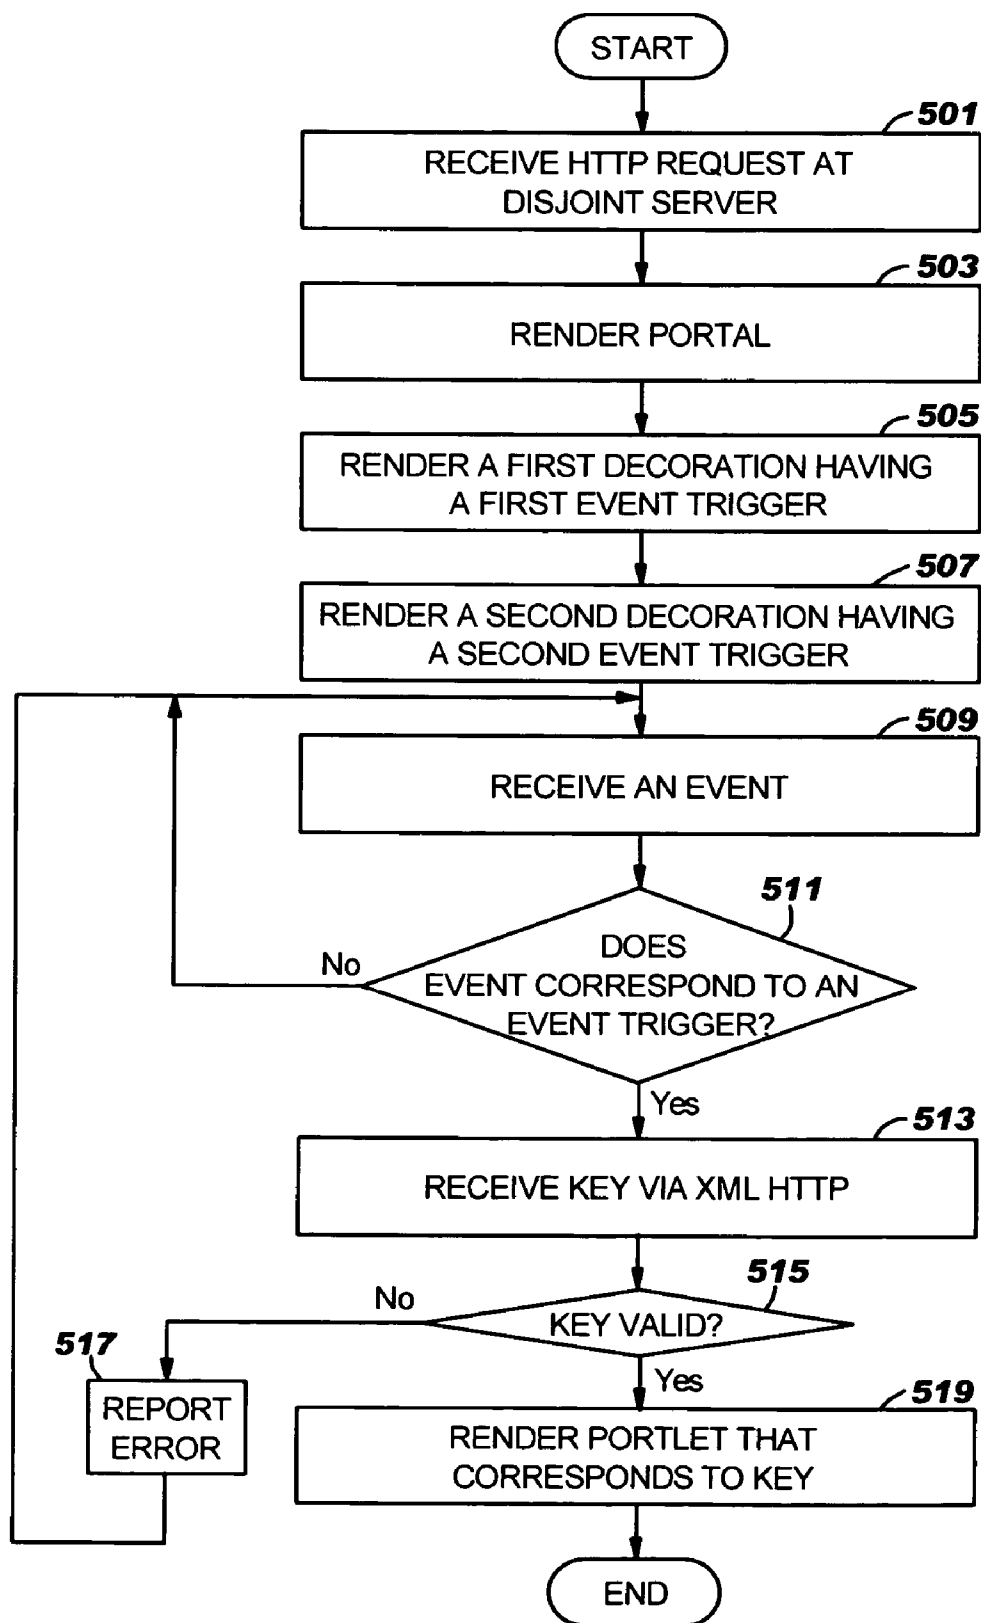 START
501
RECEIVE HTTP REQUEST AT
DISJOINT SERVER
503
RENDER PORTAL
505
RENDER A FIRST DECORATION HAVING
A FIRST EVENT TRIGGER
507
RENDER A SECOND DECORATION HAVING
A SECOND EVENT TRIGGER
509
RECEIVE AN EVENT
511
DOES
EVENT CORRESPOND TO AN
EVENT TRIGGER?
No
Yes
513
RECEIVE KEY VIA XML HTTP
515
KEY VALID?
No
Yes
517
REPORT
ERROR
519
RENDER PORTLET THAT
CORRESPONDS TO KEY
END